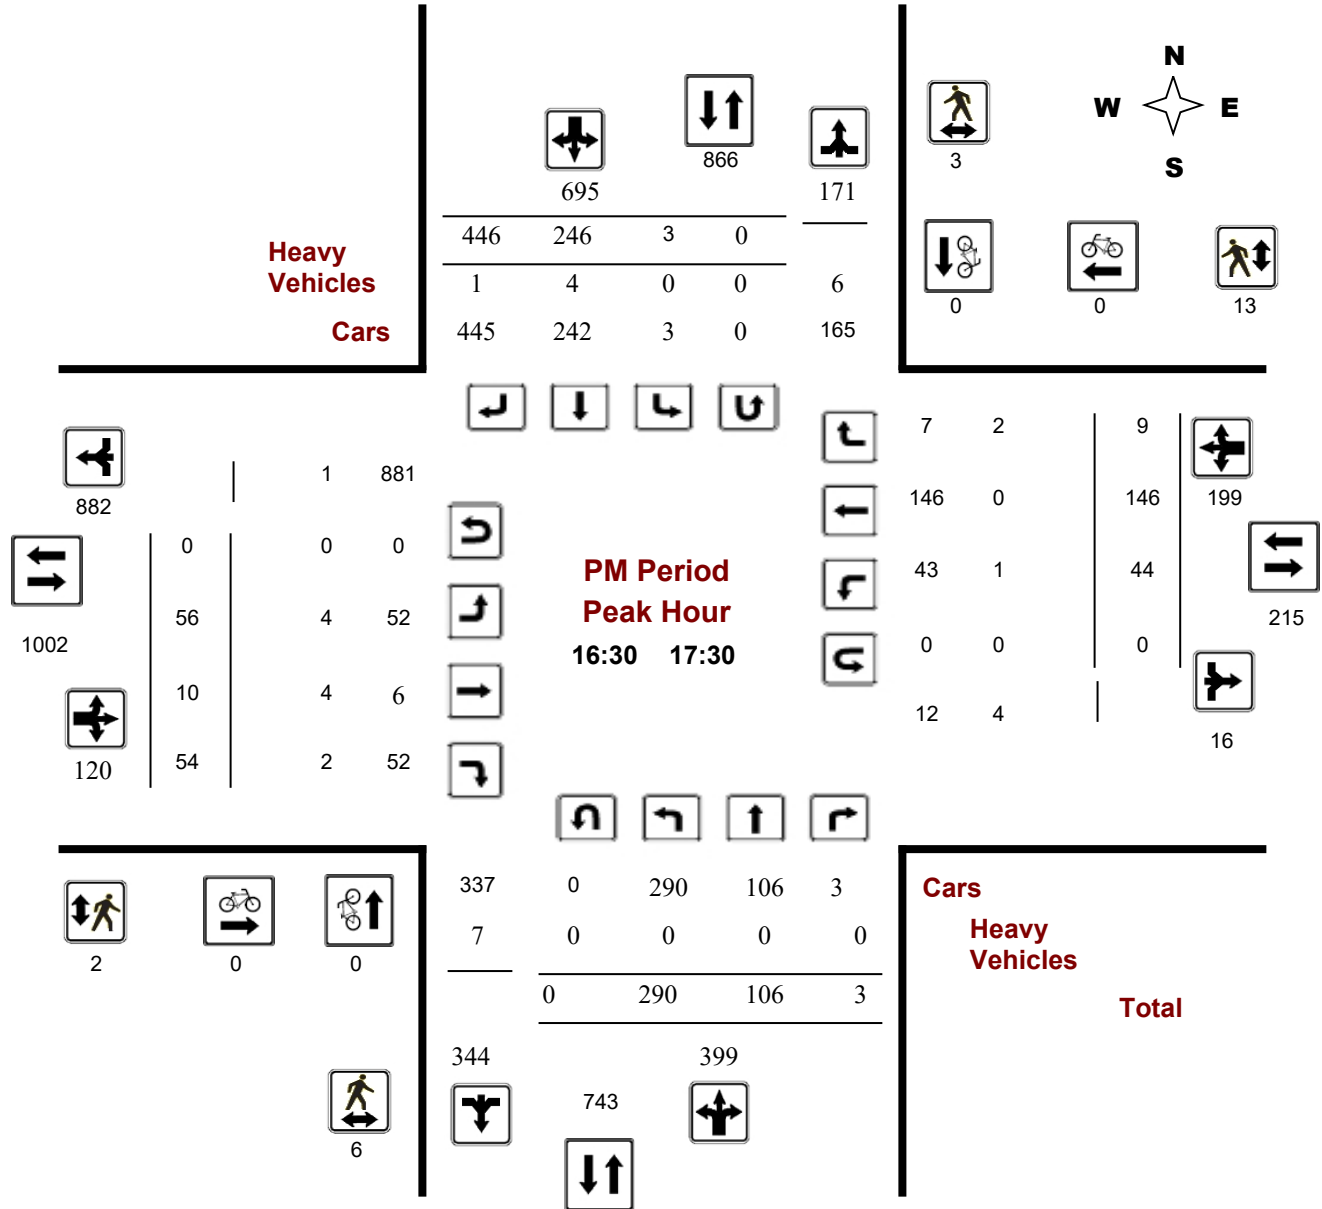 N
W E
S
866
3
695 171
446 246 3 0
Heavy
Vehicles
1 4 0 0 6
0 0 13
Cars 445 242 3 0 165
7 2 9
1 881
882
146 0 146 199
0 0 0
PM Period
43 1 44
Peak Hour
56 4 52
215
1002
16:30 17:30
0 0 0
10 4 6
12 4
16
120 54 2 52
337 0 290 106 3
Cars
7 0 0 0 0
Heavy
Vehicles
2 0 0
0 290 106 3
Total
344 399
743
6